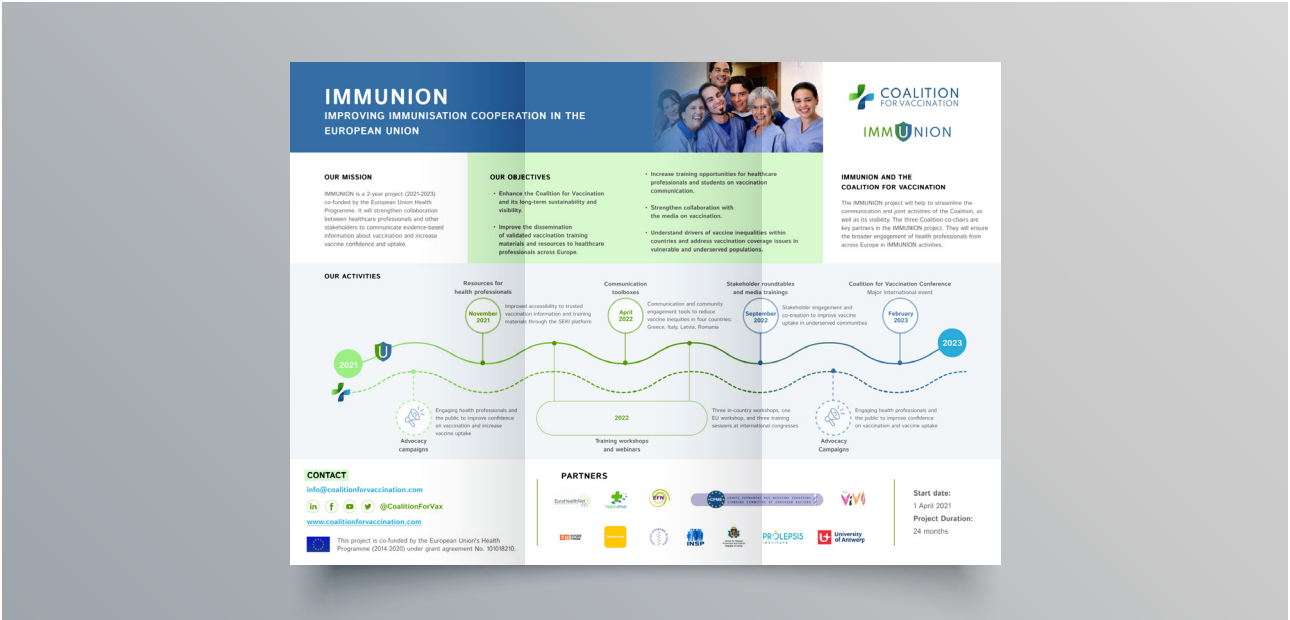 IMMUNION
IMPROVING IMMUNISATION COOPERATION IN THE
EUROPEAN UNION
COALITION
FOR VACCINATION
IMMUNION
OUR MISSION
IMMUNION is a 2-year project (2021-2023)
co-funded by the European Union Health
Programme. It will strengthen collaboration
between healthcare professionals and other
stakeholders to communicate evidence-based
information about vaccination and increase
vaccine confidence and uptake.
OUR OBJECTIVES
• Enhance the Coalition for Vaccination
and its long-term sustainability and
visibility.
• Improve the dissemination
of validated vaccination training
materials and resources to healthcare
professionals across Europe.
• Increase training opportunities for healthcare
professionals and students on vaccination
communication.
• Strengthen collaboration with
the media on vaccination.
• Understand drivers of vaccine inequalities within
countries and address vaccination coverage issues in
vulnerable and underserved populations.
IMMUNION AND THE
COALITION FOR VACCINATION
The IMMUNION project will help to streamline the
communication and joint activities of the Coalition, as
well as its visbility. The three Coalition co-chairs are
key partners in the IMMUNION project. They will ensure
the broader engagement of health professionals from
across Europe in IMMUNION activities.
OUR ACTIVITIES
Resources for
health professionals
November
2021
Improved accessibility to trusted
vaccination information and training
materials through the SEKI platform
Communication
toolboxes
April
2022
Communication and community
engagement tools to reduce
vaccine inequities in four countries:
Greece, Italy, Latvia, Romania
Stakeholder roundtables
and media trainings
September
2022
Stakeholder engagement and
co-creation to improve vaccine
uptake in underserved communities
Coalition for Vaccination Conference
Major international event
February
2023
2021
U
2023
Engaging health professionals and
the public to improve confidence
on vaccination and increase
vaccine uptake
Advocacy
campaigns
2022
Training workshops
and webinars
Three in-country workshops, one
EU workshop, and three training
sessions at international congresses
Engaging health professionals and
the public to improve confidence
on vaccination and vaccine uptake
Advocacy
Campaigns
CONTACT
info@coalitionforvaccination.com
in f @CoalitionForVax
www.coalitionforvaccination.com
This project is co-funded by the European Union's Health
Programme (2014-2020) under grant agreement No. 101018210.
PARTNERS
EuroHealthNet
EFN
CPME
VIVI
INSP
PROLEPSIS
INSTITUTE
University
of Antwerp
Start date:
1 April 2021
Project Duration:
24 months